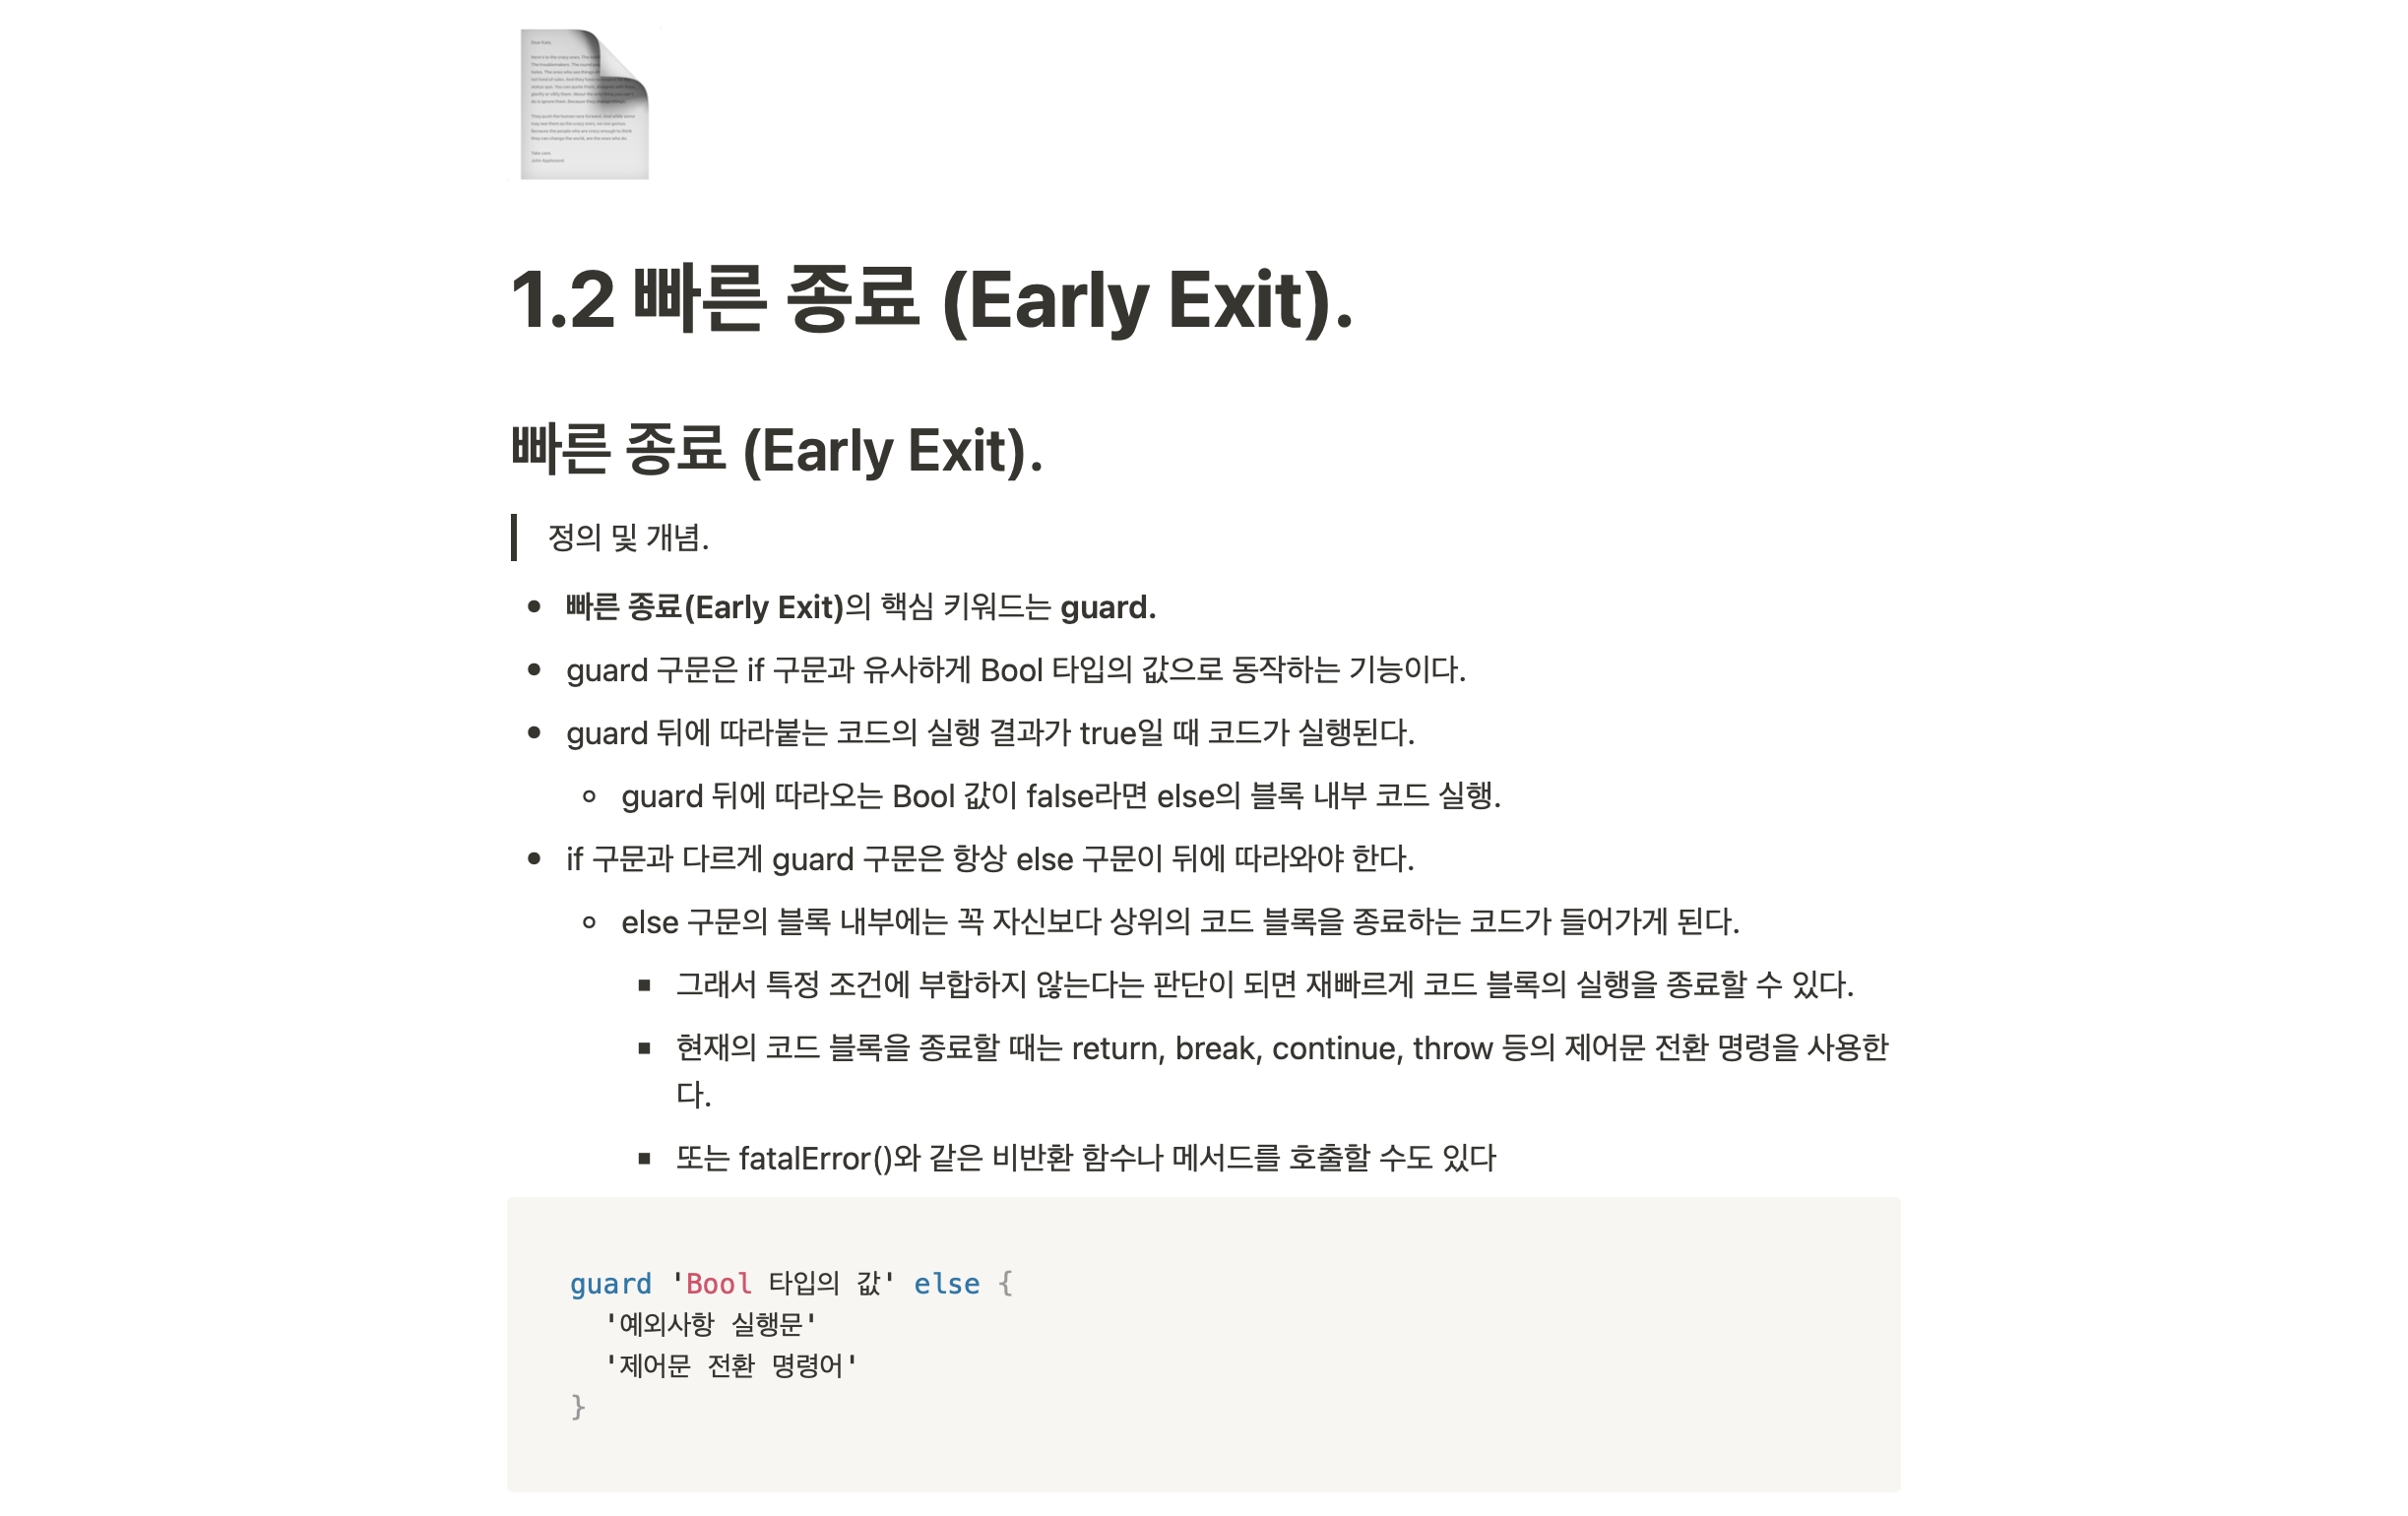 Dear Kate,
1.2 빠른 종료 (Early Exit).
빠른 종료 (Early Exit).
정의 및 개념.
빠른 종료(Early Exit)의 핵심 키워드는 guard.
guard 구문은 if 구문과 유사하게 Bool 타입의 값으로 동작하는 기능이다.
guard 뒤에 따라붙는 코드의 실행 결과가 true일 때 코드가 실행된다.
guard 뒤에 따라오는 Bool 값이 false라면 else의 블록 내부 코드 실행.
if 구문과 다르게 guard 구문은 항상 else 구문이 뒤에 따라와야 한다.
else 구문의 블록 내부에는 꼭 자신보다 상위의 코드 블록을 종료하는 코드가 들어가게 된다.
그래서 특정 조건에 부합하지 않는다는 판단이 되면 재빠르게 코드 블록의 실행을 종료할 수 있다.
현재의 코드 블록을 종료할 때는 return, break, continue, throw 등의 제어문 전환 명령을 사용한
다.
또는 fatalError()와 같은 비반환 함수나 메서드를 호출할 수도 있다
guard 'Bool 타입의 값' else {
'예외사항 실행문'
'제어문 전환 명령어'
}